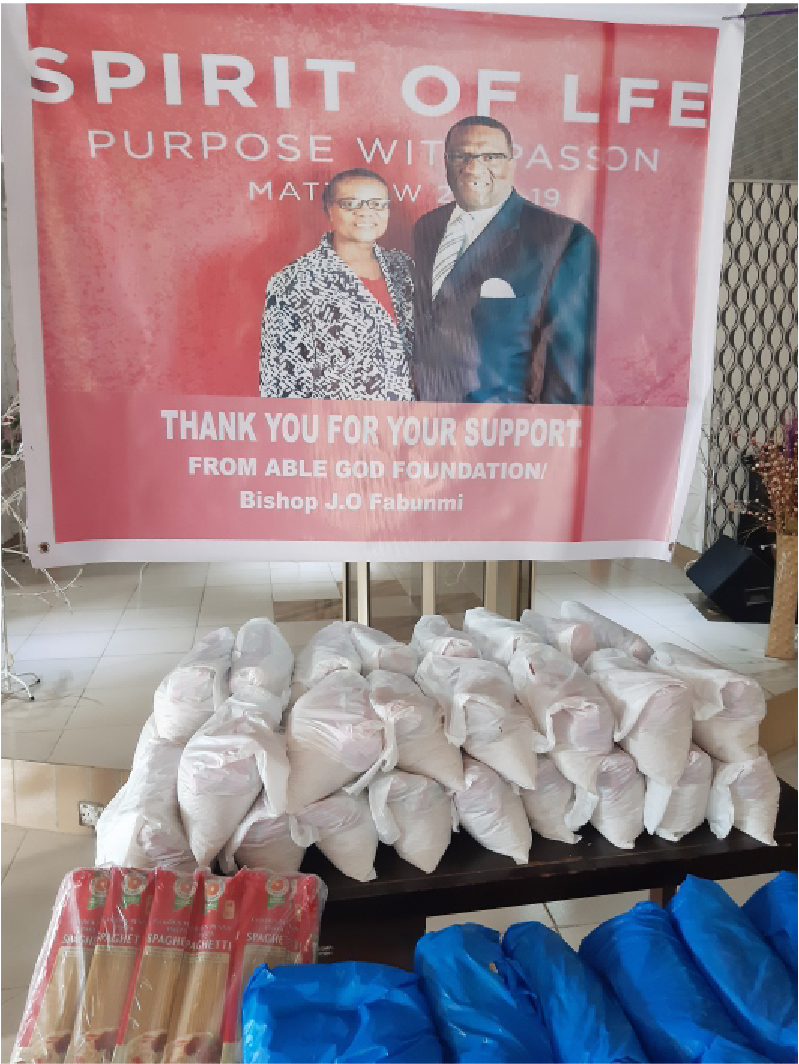 SPIRIT OF LFE
PURPOSE WIT PASSON
MAT W 2 19
THANK YOU FOR YOUR SUPPORT.
FROM ABLE GOD FOUNDATION/
Bishop J.O Fabunmi
SPAGHETTI